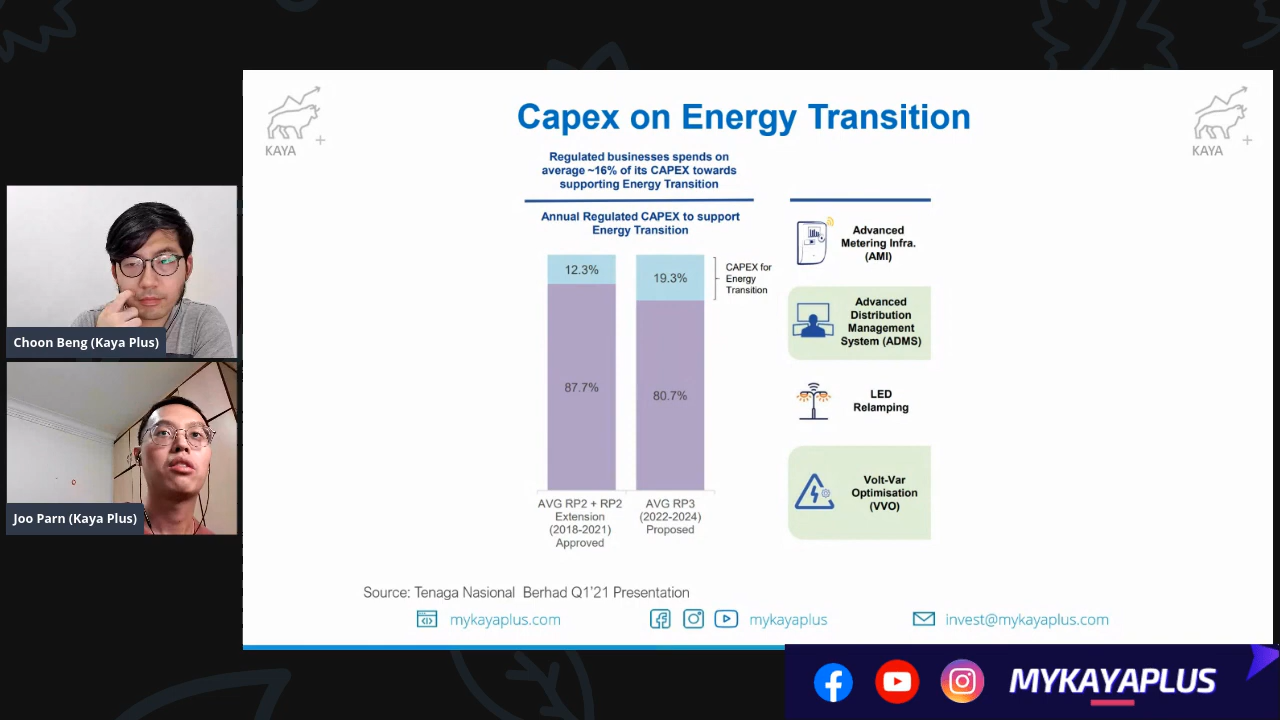 Capex on Energy Transition
KAYA
KAYA
Regulated businesses spends on
average ~16% of its CAPEX towards
supporting Energy Transition
Annual Regulated CAPEX to support
Energy Transition
12.3%
19.3%
CAPEX for
Energy
Transition
87.7%
80.7%
AVG RP2 + RP2
Extension
(2018-2021)
Approved
AVG RP3
(2022-2024)
Proposed
Advanced
Metering Infra.
(AMI)
Advanced
Distribution
Management
System (ADMS)
LED
Relamping
Volt-Var
Optimisation
(VVO)
Choon Beng (Kaya Plus)
Joo Parn (Kaya Plus)
Source: Tenaga Nasional Berhad Q1'21 Presentation
mykayaplus.com
mykayaplus
invest@mykayaplus.com
MYKAYAPLUS